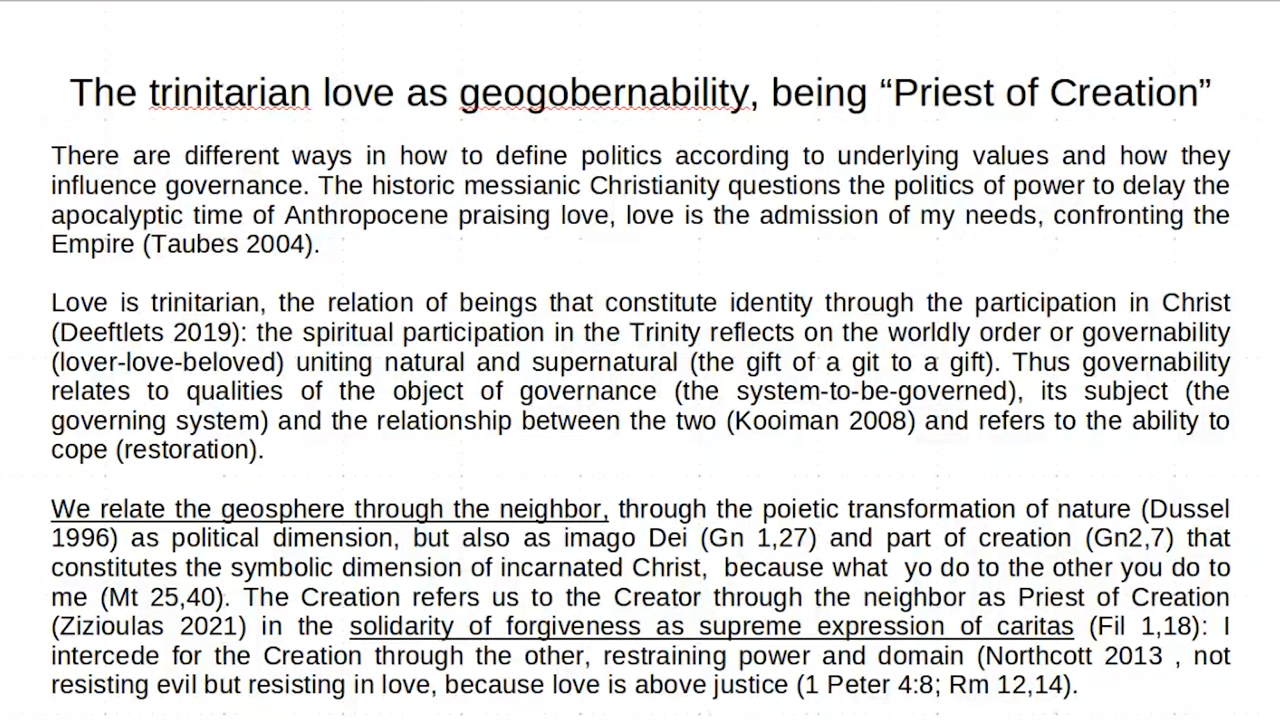 The trinitarian love as geogobernability, being “Priest of Creation”
There are different ways in how to define politics according to underlying values and how they
influence governance. The historic messianic Christianity questions the politics of power to delay the
apocalyptic time of Anthropocene praising love, love is the admission of my needs, confronting the
Empire (Taubes 2004).
Love is trinitarian, the relation of beings that constitute identity through the participation in Christ
(Deeftlets 2019): the spiritual participation in the Trinity reflects on the worldly order or governability
(lover-love-beloved) uniting natural and supernatural (the gift of a git to a gift). Thus governability
relates to qualities of the object of governance (the system-to-be-governed), its subject (the
governing system) and the relationship between the two (Kooiman 2008) and refers to the ability to
cope (restoration).
We relate the geosphere through the neighbor, through the poietic transformation of nature (Dussel
1996) as political dimension, but also as imago Dei (Gn 1,27) and part of creation (Gn2,7) that
constitutes the symbolic dimension of incarnated Christ,  because what  yo do to the other you do to
me (Mt 25,40). The Creation refers us to the Creator through the neighbor as Priest of Creation
(Zizioulas 2021) in the solidarity of forgiveness as supreme expression of caritas (Fil 1,18): I
intercede for the Creation through the other, restraining power and domain (Northcott 2013 , not
resisting evil but resisting in love, because love is above justice (1 Peter 4:8; Rm 12,14).